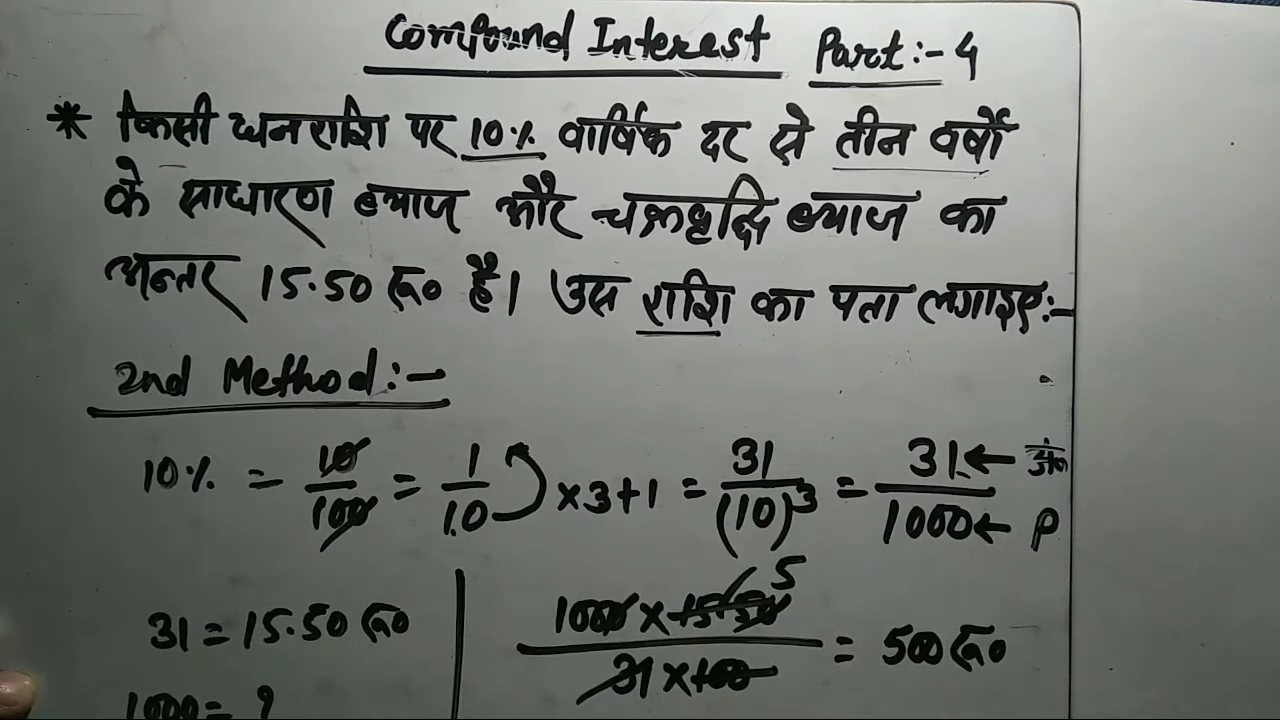 Compound Interest Part:- 4
* किसी धनराशि पर 10% वार्षिक दर से तीन वर्षो
के साधारण ब्याज और चक्रवृद्धि ब्याज का
अन्तर 15.50 रू० है। उस राशि का पता लगाइए:-
2nd Method:-
10% = 10/100 = 1/10 ×3+1 = 31/(10)³ = 31/1000 ← P
31 = 15.50 रू०
1000 × 15.50 5 / 31×100 = 500 रू०
1000 = ?